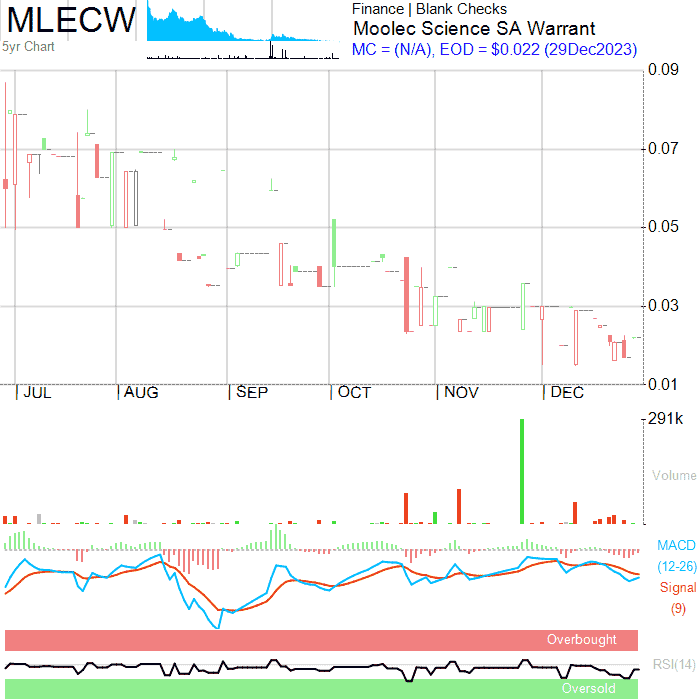 MLECW
5yr Chart
Finance | Blank Checks
Moolec Science SA Warrant
MC = (N/A), EOD = $0.022 (29Dec2023)
0.09
0.07
0.05
0.03
0.01
JUL AUG SEP OCT NOV DEC
291k
Volume
MACD
(12-26)
Signal
(9)
Overbought
RSI(14)
Oversold